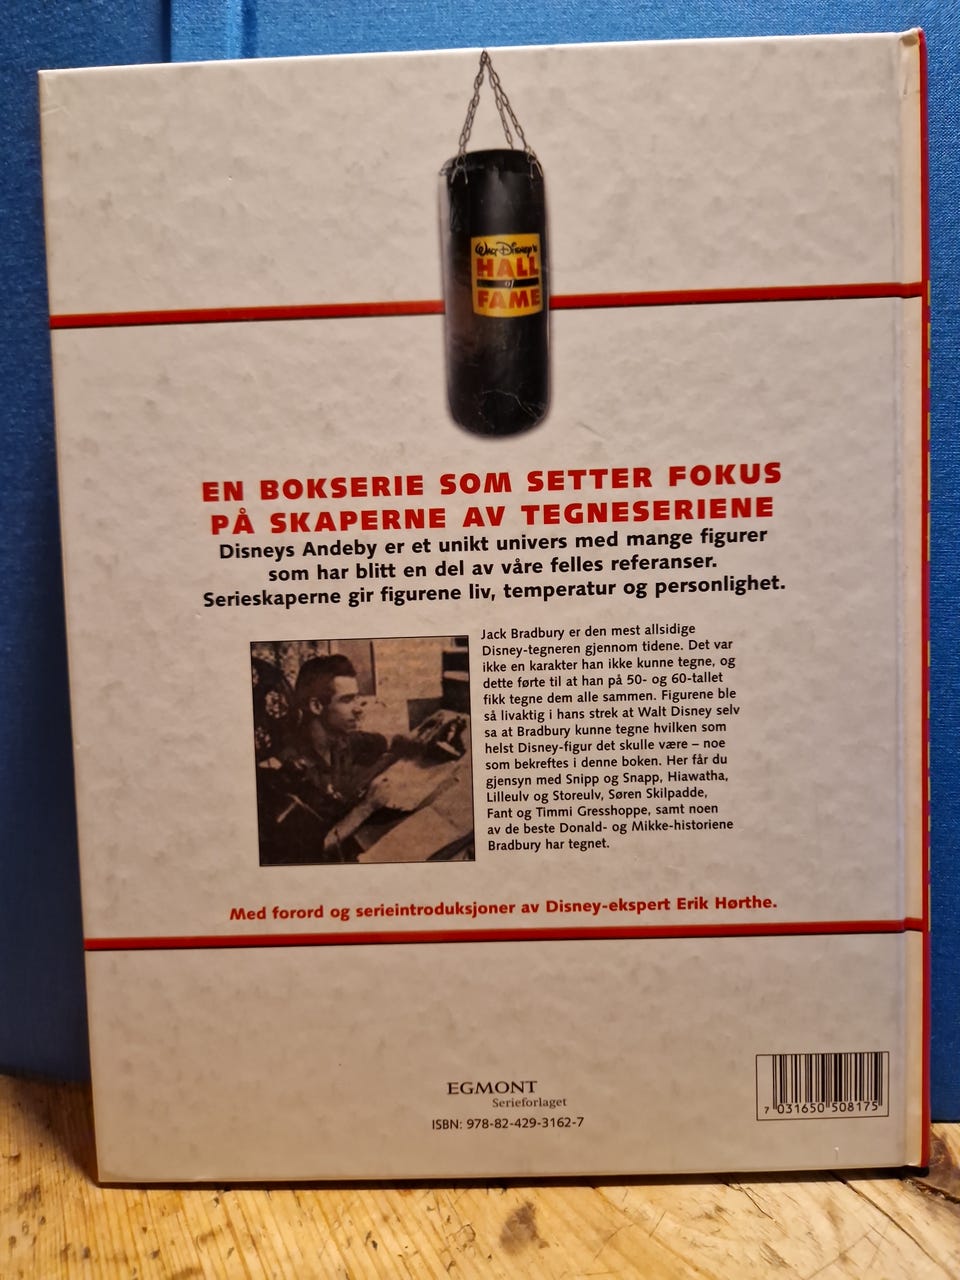 Walt Disney's
HALL
of
FAME
EN BOKSERIE SOM SETTER FOKUS
PÅ SKAPERNE AV TEGNESERIENE
Disneys Andeby er et unikt univers med mange figurer
som har blitt en del av våre felles referanser.
Serieskaperne gir figurene liv, temperatur og personlighet.
Jack Bradbury er den mest allsidige
Disney-tegneren gjennom tidene. Det var
ikke en karakter han ikke kunne tegne, og
dette førte til at han på 50- og 60-tallet
fikk tegne dem alle sammen. Figurene ble
så livaktig i hans strek at Walt Disney selv
sa at Bradbury kunne tegne hvilken som
helst Disney-figur det skulle være – noe
som bekreftes i denne boken. Her får du
gjensyn med Snipp og Snapp, Hiawatha,
Lilleulv og Storeulv, Søren Skilpadde,
Fant og Timmi Gresshoppe, samt noen
av de beste Donald- og Mikke-historiene
Bradbury har tegnet.
Med forord og serieintroduksjoner av Disney-ekspert Erik Hørthe.
EGMONT
Serieforlaget
ISBN: 978-82-429-3162-7
7 031650 508175